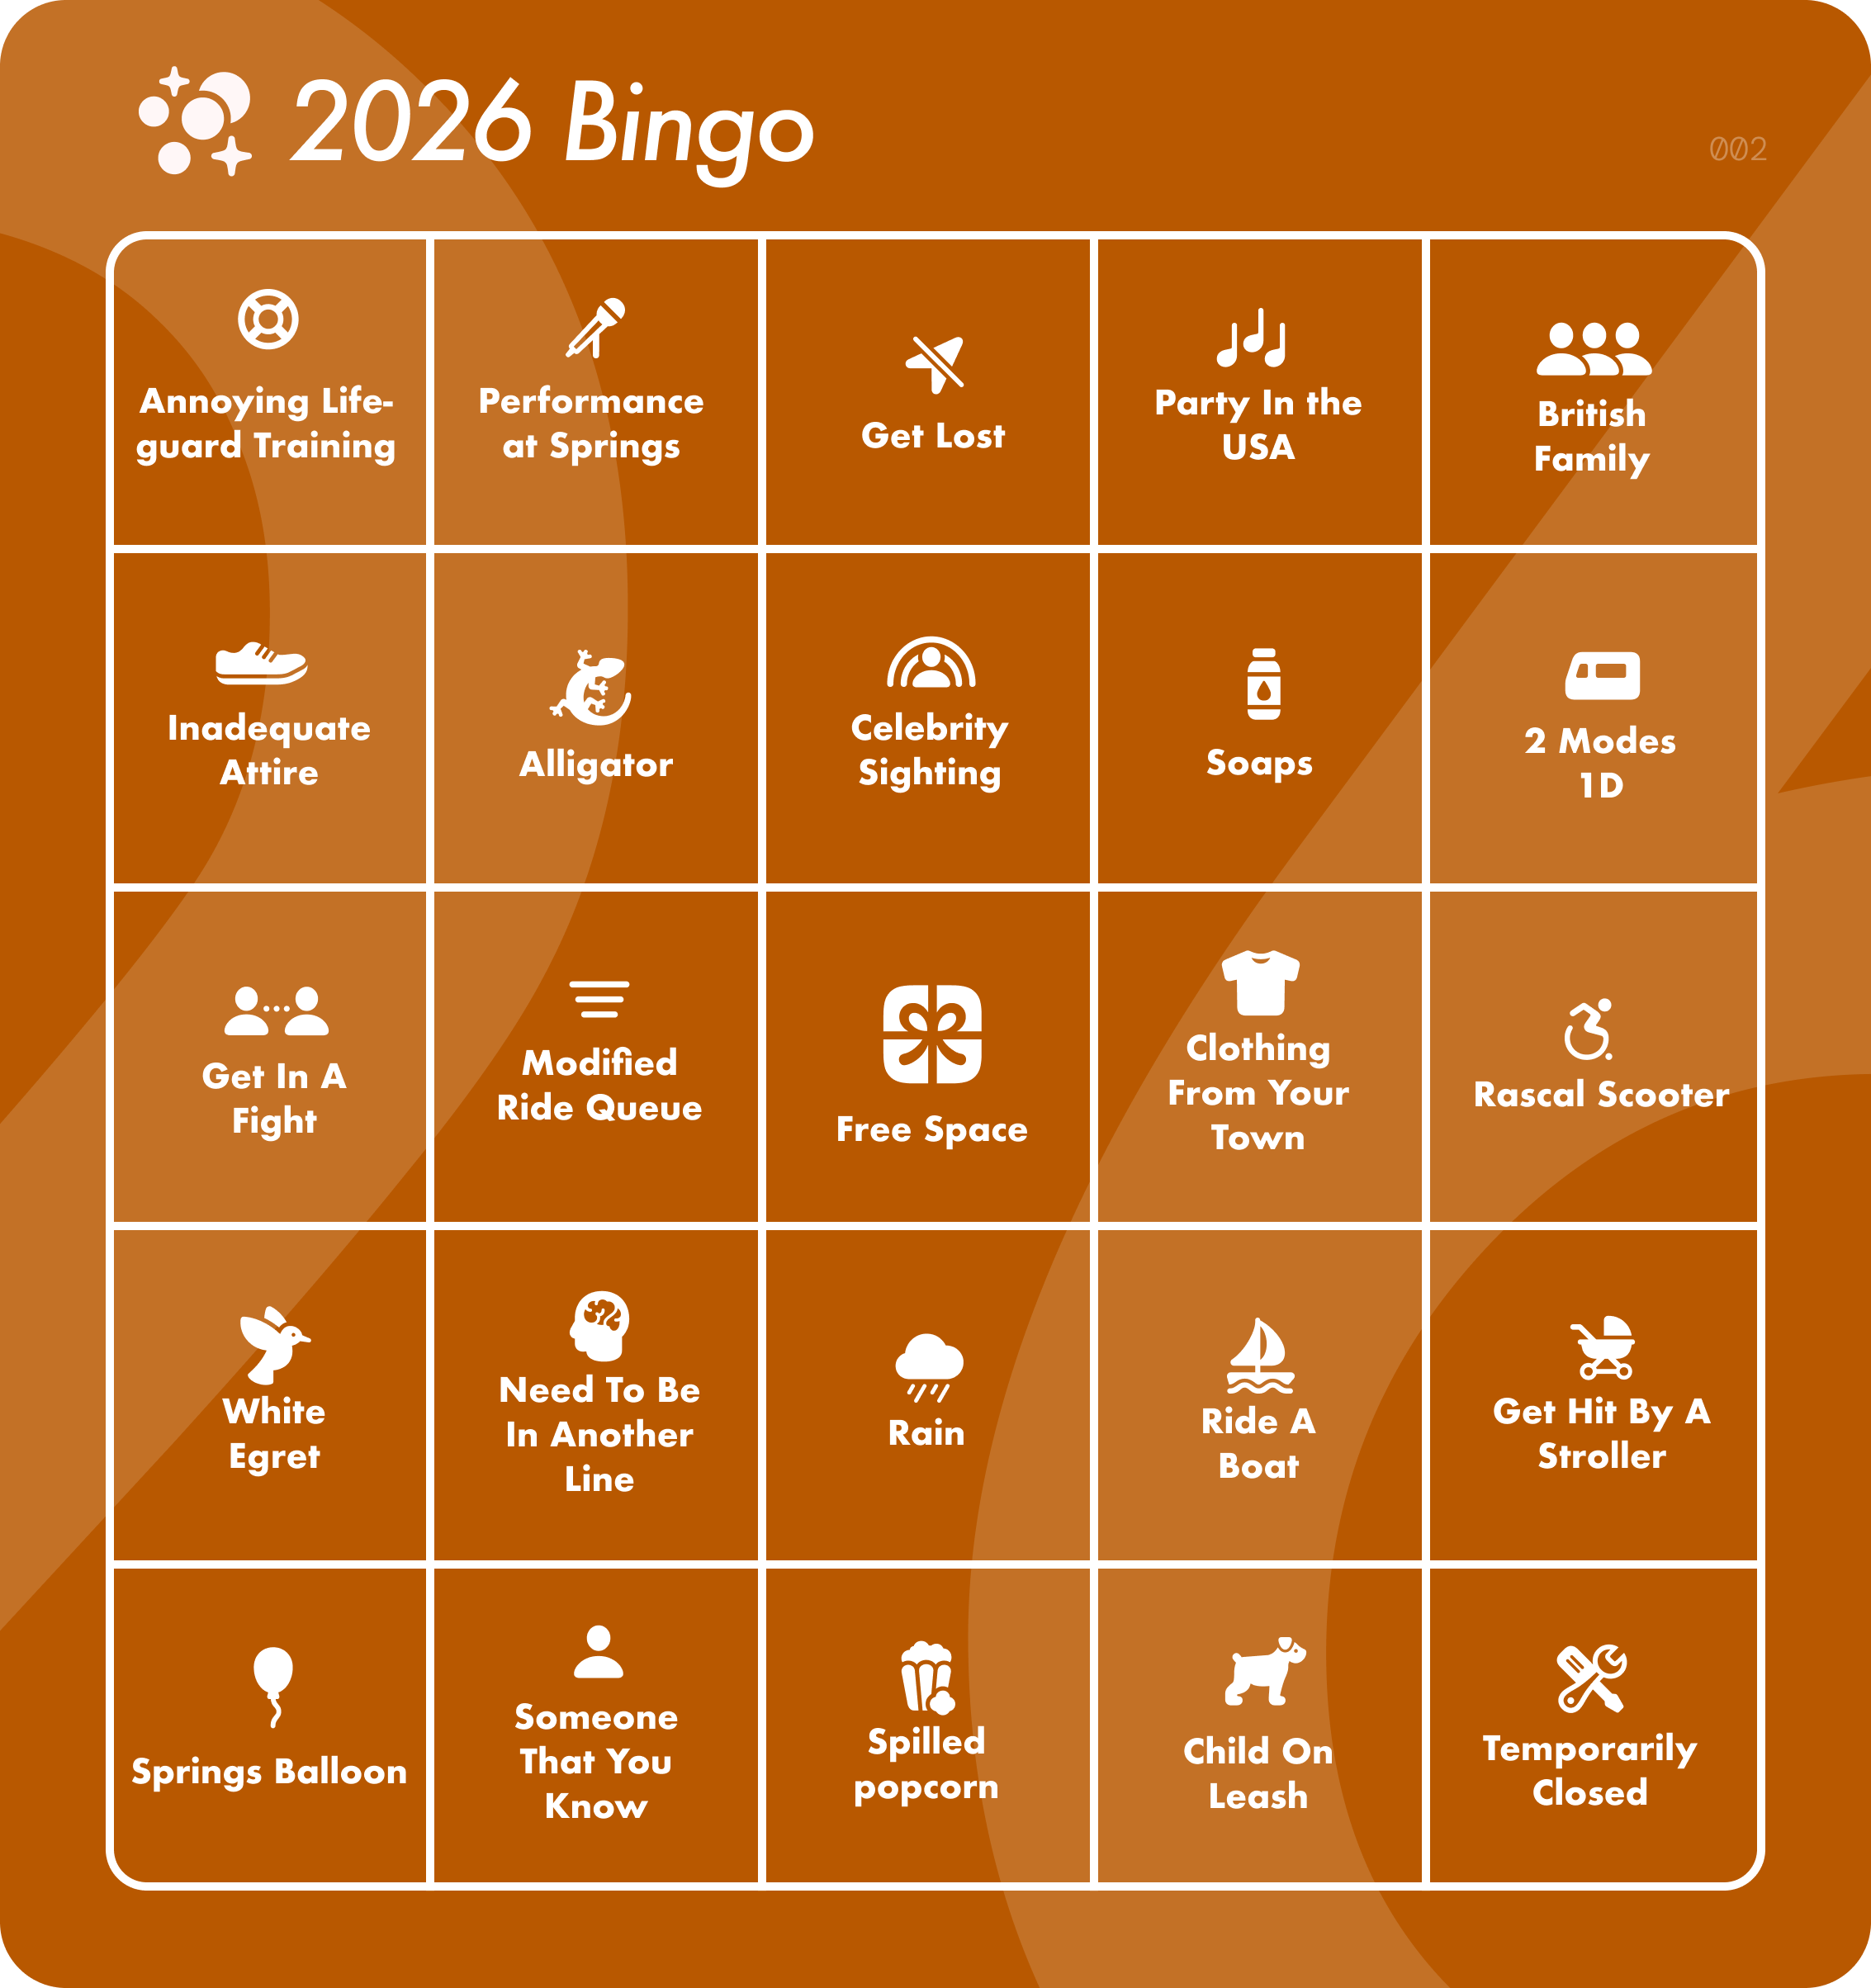 2026 Bingo
002
Annoying Life-
guard Training
Performance
at Springs
Get Lost
Party In the
USA
British
Family
Inadequate
Attire
Alligator
Celebrity
Sighting
Soaps
2 Modes
1D
Get In A
Fight
Modified
Ride Queue
Free Space
Clothing
From Your
Town
Rascal Scooter
White
Egret
Need To Be
In Another
Line
Rain
Ride A
Boat
Get Hit By A
Stroller
Springs Balloon
Someone
That You
Know
Spilled
popcorn
Child On
Leash
Temporarily
Closed